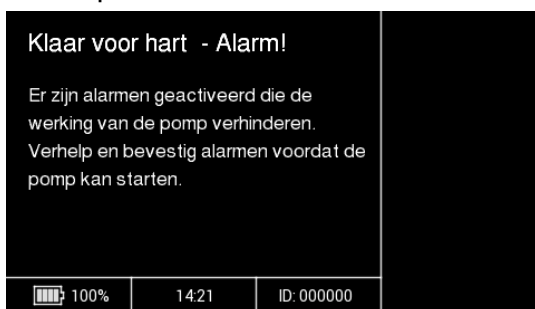 Klaar voor hart - Alarm!
Er zijn alarmen geactiveerd die de
werking van de pomp verhinderen.
Verhelp en bevestig alarmen voordat de
pomp kan starten.
100% 14:21 ID: 000000